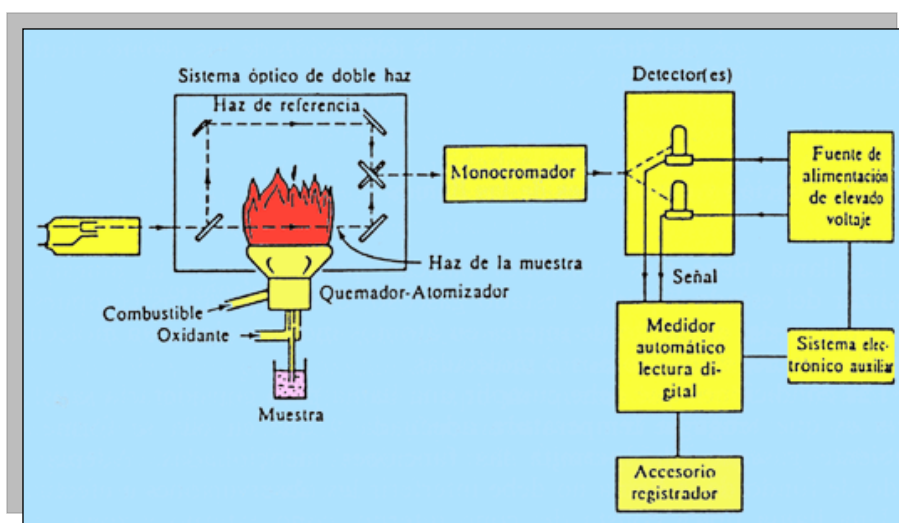 Sistema óptico de doble haz
Haz de referencia
Detector(es)
Monocromador
Fuente de
alimentación
de elevado
voltaje
Haz de la muestra
Quemador-Atomizador
Combustible
Oxidante
Muestra
Señal
Medidor
automático
lectura di-
gital
Sistema elec-
trónico auxiliar
Accesorio
registrador